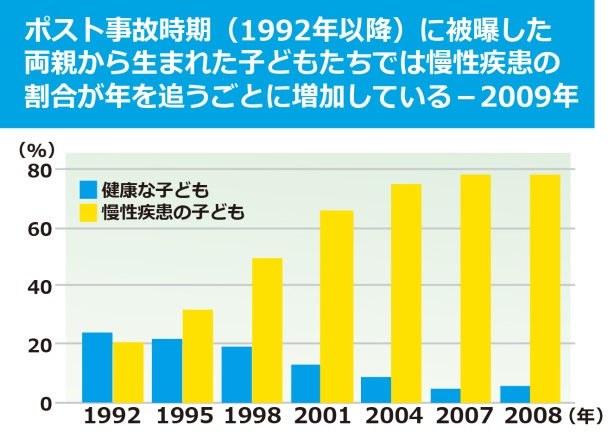 ポスト事故時期（1992年以降）に被曝した
両親から生まれた子どもたちでは慢性疾患の
割合が年を追うごとに増加している－2009年
（%）
80
60
40
20
0
健康な子ども
慢性疾患の子ども
1992 1995 1998 2001 2004 2007 2008（年）